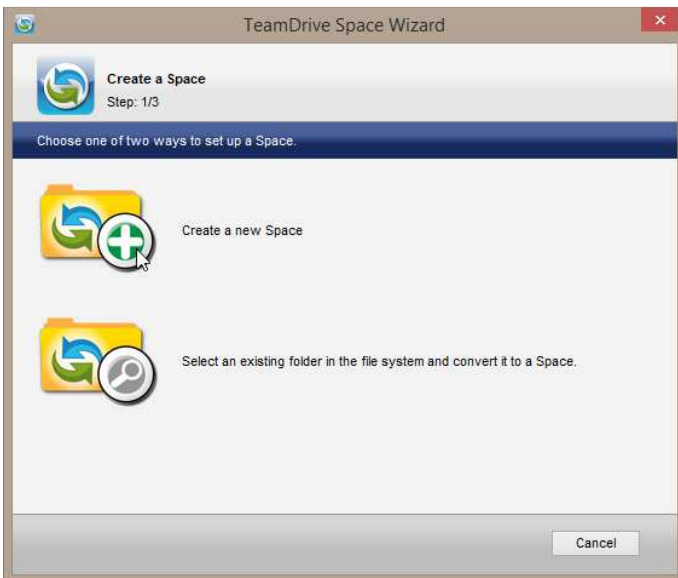 TeamDrive Space Wizard
Create a Space
Step: 1/3
Choose one of two ways to set up a Space.
Create a new Space
Select an existing folder in the file system and convert it to a Space.
Cancel